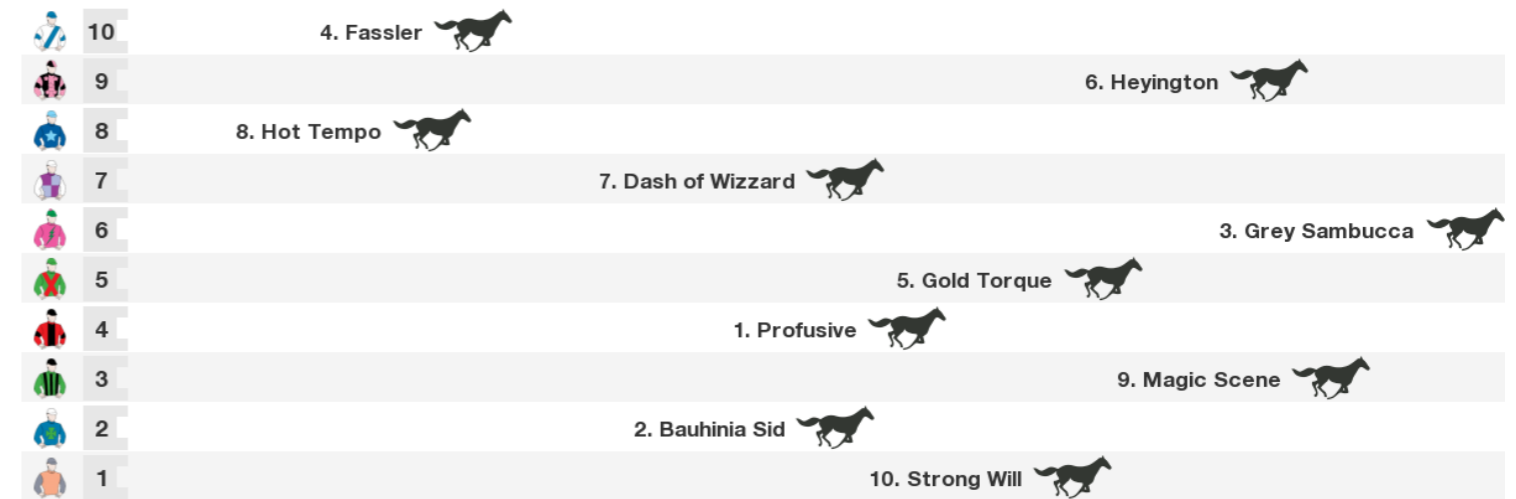 10 4. Fassler
9 6. Heyington
8 8. Hot Tempo
7 7. Dash of Wizzard
6 3. Grey Sambucca
5 5. Gold Torque
4 1. Profusive
3 9. Magic Scene
2 2. Bauhinia Sid
1 10. Strong Will